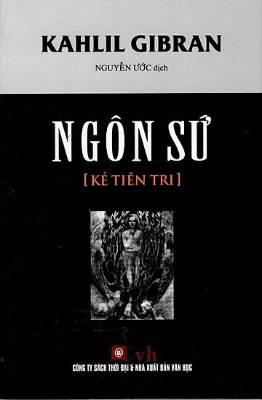 KAHLIL GIBRAN
NGUYỄN ƯỚC dịch
NGÔN SỨ
[ KẺ TIÊN TRI ]
@ vh
CÔNG TY SÁCH THỜI ĐẠI & NHÀ XUẤT BẢN VĂN HỌC